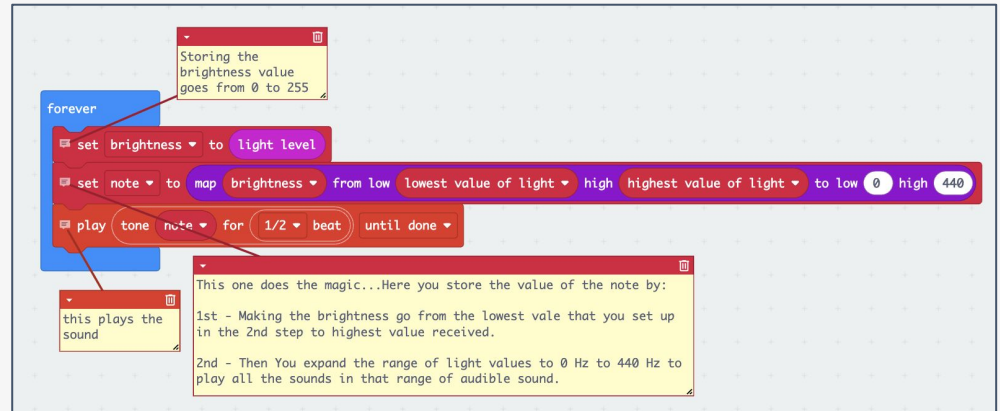 Storing the
brightness value
goes from 0 to 255
forever
set brightness to light level
set note to map brightness from low lowest value of light high highest value of light to low 0 high 440
play tone note for 1/2 beat until done
this plays the
sound
This one does the magic...Here you store the value of the note by:
1st - Making the brightness go from the lowest vale that you set up
in the 2nd step to highest value received.
2nd - Then You expand the range of light values to 0 Hz to 440 Hz to
play all the sounds in that range of audible sound.